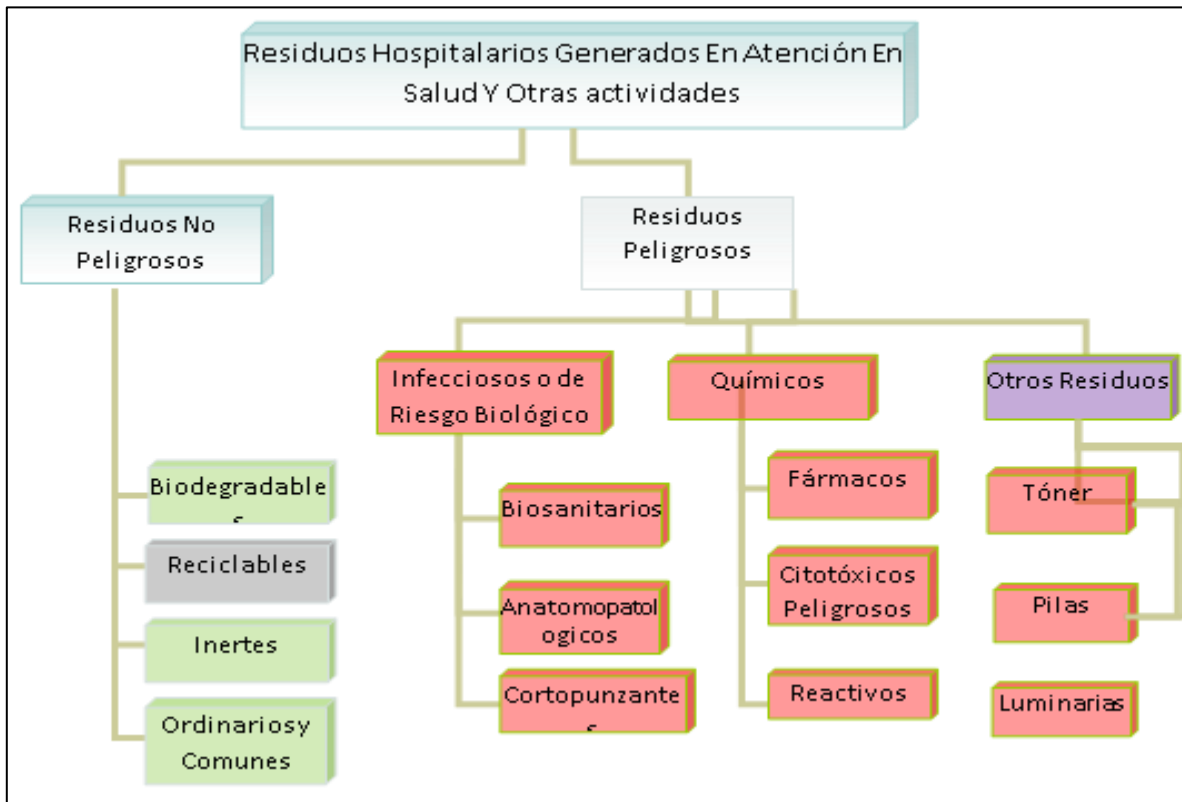 Residuos Hospitalarios Generados En Atención En
Salud Y Otras actividades
Residuos No
Peligrosos
Residuos
Peligrosos
Infecciosos o de
Riesgo Biológico
Químicos
Otros Residuos
Biodegradable
s
Reciclables
Inertes
Ordinarios y
Comunes
Biosanitarios
Anatomopatol
ogicos
Cortopunzante
s
Fármacos
Citotóxicos
Peligrosos
Reactivos
Tóner
Pilas
Luminarias